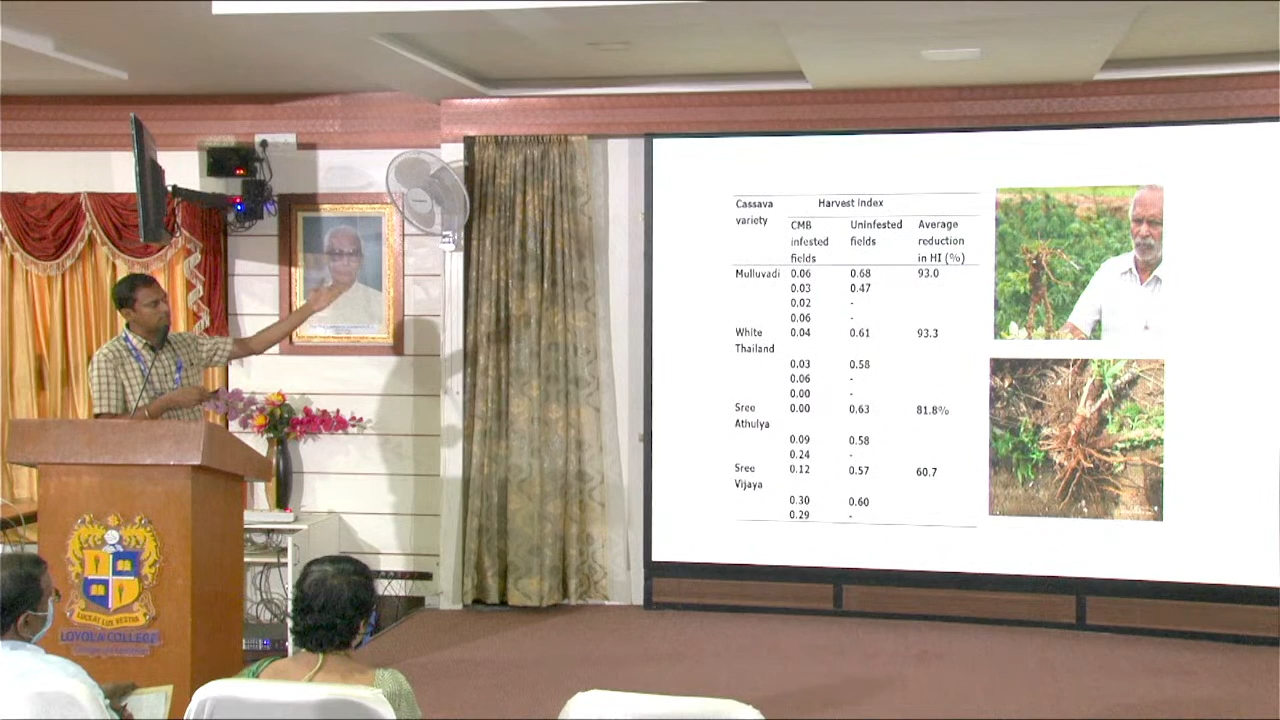 Cassava variety Harvest index
CMB infested fields Uninfested fields Average reduction in HI (%)
Mulluvadi 0.06 0.68 93.0
0.03 0.47
0.02 -
0.06 -
White Thailand 0.04 0.61 93.3
0.03 0.58
0.06 -
0.00 -
Sree Athulya 0.00 0.63 81.8%
0.09 0.58
0.24 -
Sree Vijaya 0.12 0.57 60.7
0.30 0.60
0.29 -
LUCEAT LUX VESTRA
LOYOLA COLLEGE